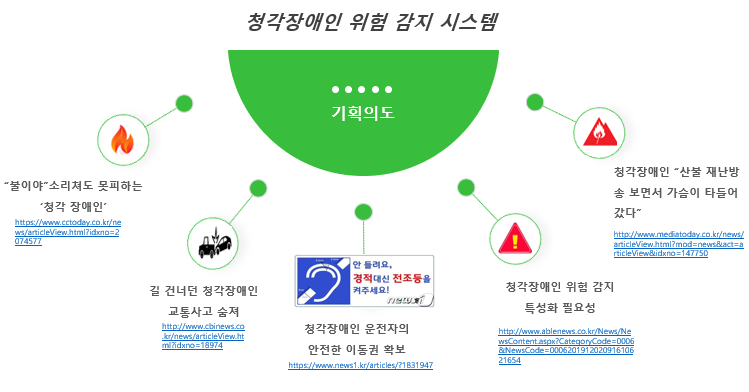 청각장애인 위험 감지 시스템
기획의도
“불이야”소리쳐도 못피하는
‘청각 장애인’
https://www.cctoday.co.kr/ne
ws/articleView.html?idxno=2
074577
길 건너던 청각장애인
교통사고 숨져
http://www.cbinews.co
.kr/news/articleView.ht
ml?idxno=18974
안 들려요,
경적대신 전조등을
켜주세요!
news1
청각장애인 운전자의
안전한 이동권 확보
https://www.news1.kr/articles/?1831947
청각장애인 위험 감지
특성화 필요성
http://www.ablenews.co.kr/News/Ne
wsContent.aspx?CategoryCode=0006
&NewsCode=0006201912020916106
21654
청각장애인 “산불 재난방
송 보면서 가슴이 타들어
갔다”
http://www.mediatoday.co.kr/news/
articleView.html?mod=news&act=a
rticleView&idxno=147750